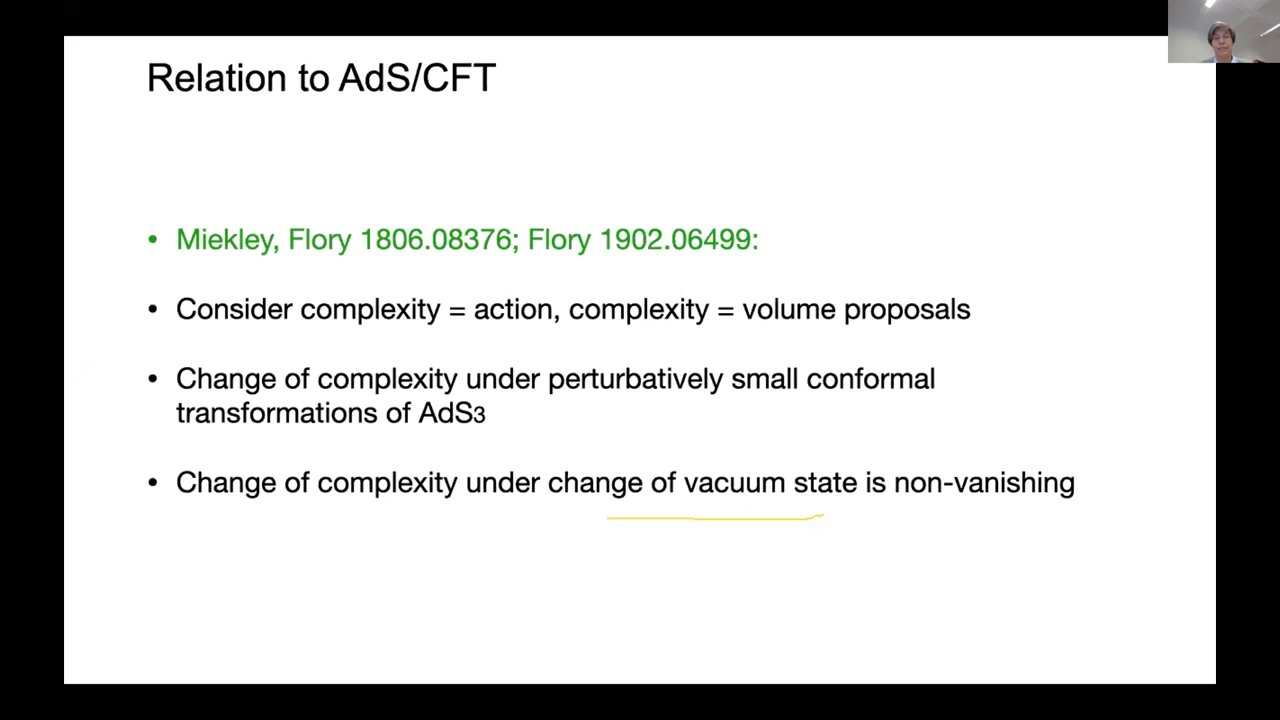 Relation to AdS/CFT
• Miekley, Flory 1806.08376; Flory 1902.06499:
• Consider complexity = action, complexity = volume proposals
• Change of complexity under perturbatively small conformal
transformations of AdS3
• Change of complexity under change of vacuum state is non-vanishing